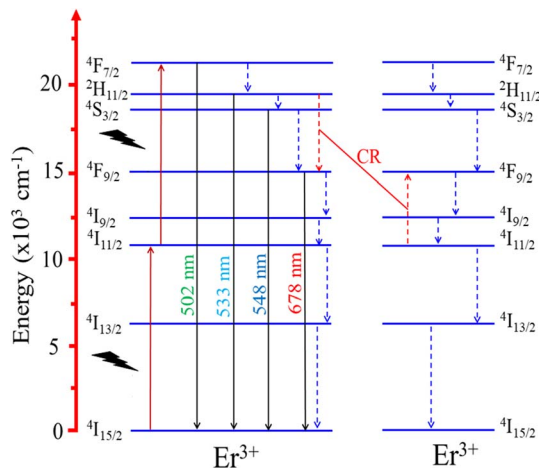 Energy (x10³ cm⁻¹)
20
15
10
5
0
⁴F₇/₂
²H₁₁/₂
⁴S₃/₂
⁴F₉/₂
⁴I₉/₂
⁴I₁₁/₂
⁴I₁₃/₂
⁴I₁₅/₂
502 nm
533 nm
548 nm
678 nm
Er³⁺
CR
⁴F₇/₂
²H₁₁/₂
⁴S₃/₂
⁴F₉/₂
⁴I₉/₂
⁴I₁₁/₂
⁴I₁₃/₂
⁴I₁₅/₂
Er³⁺